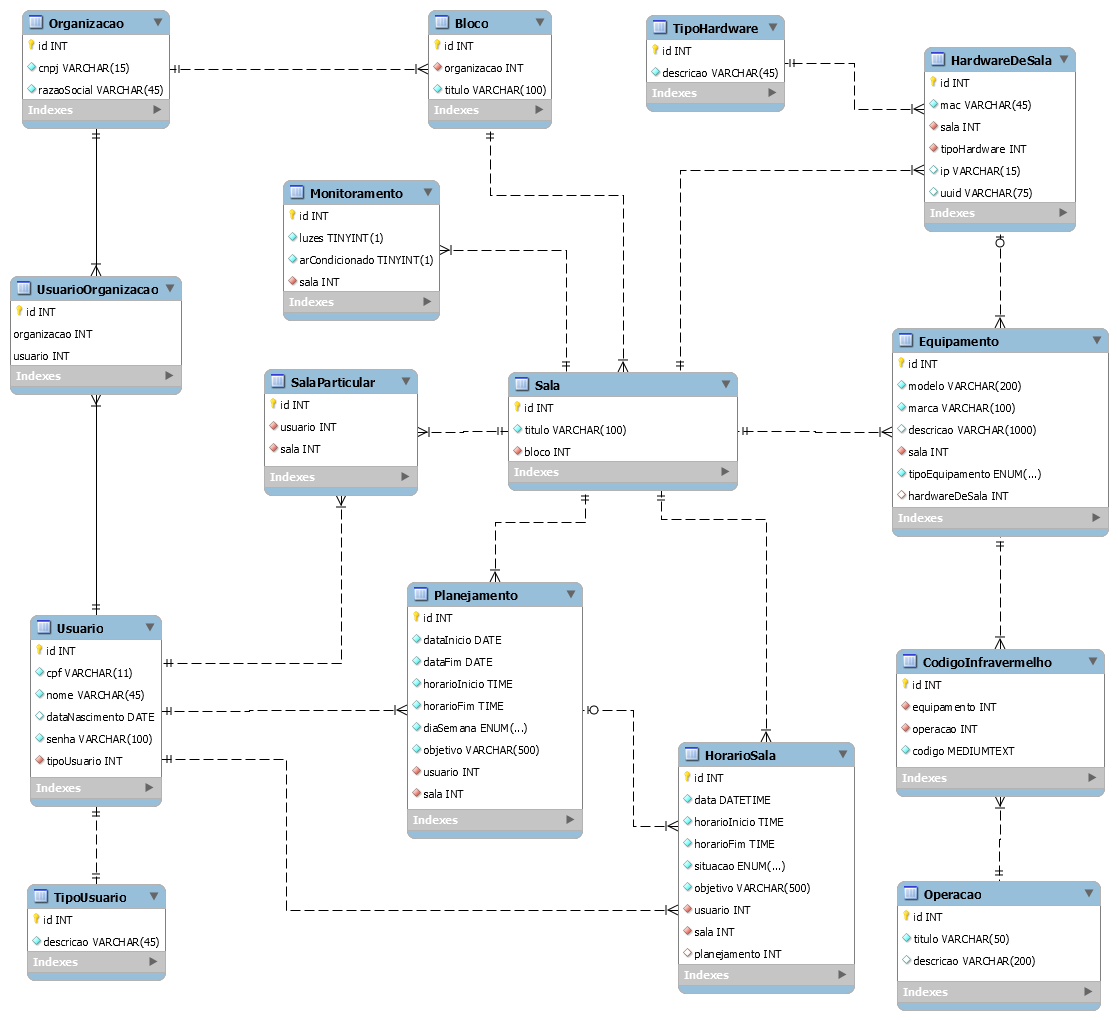 Organizacao
id INT
cnpj VARCHAR(15)
razaoSocial VARCHAR(45)
Indexes
Bloco
id INT
organizacao INT
titulo VARCHAR(100)
Indexes
TipoHardware
id INT
descricao VARCHAR(45)
Indexes
HardwareDeSala
id INT
mac VARCHAR(45)
sala INT
tipoHardware INT
ip VARCHAR(15)
uuid VARCHAR(75)
Indexes
Monitoramento
id INT
luzes TINYINT(1)
arCondicionado TINYINT(1)
sala INT
Indexes
UsuarioOrganizacao
id INT
organizacao INT
usuario INT
Indexes
SalaParticular
id INT
usuario INT
sala INT
Indexes
Sala
id INT
titulo VARCHAR(100)
bloco INT
Indexes
Equipamento
id INT
modelo VARCHAR(200)
marca VARCHAR(100)
descricao VARCHAR(1000)
sala INT
tipoEquipamento ENUM(...)
hardwareDeSala INT
Indexes
Usuario
id INT
cpf VARCHAR(11)
nome VARCHAR(45)
dataNascimento DATE
senha VARCHAR(100)
tipoUsuario INT
Indexes
Planejamento
id INT
dataInicio DATE
dataFim DATE
horarioInicio TIME
horarioFim TIME
diaSemana ENUM(...)
objetivo VARCHAR(500)
usuario INT
sala INT
Indexes
HorarioSala
id INT
data DATETIME
horarioInicio TIME
horarioFim TIME
situacao ENUM(...)
objetivo VARCHAR(500)
usuario INT
sala INT
planejamento INT
Indexes
CodigoInfravermelho
id INT
equipamento INT
operacao INT
codigo MEDIUMTEXT
Indexes
TipoUsuario
id INT
descricao VARCHAR(45)
Indexes
Operacao
id INT
titulo VARCHAR(50)
descricao VARCHAR(200)
Indexes